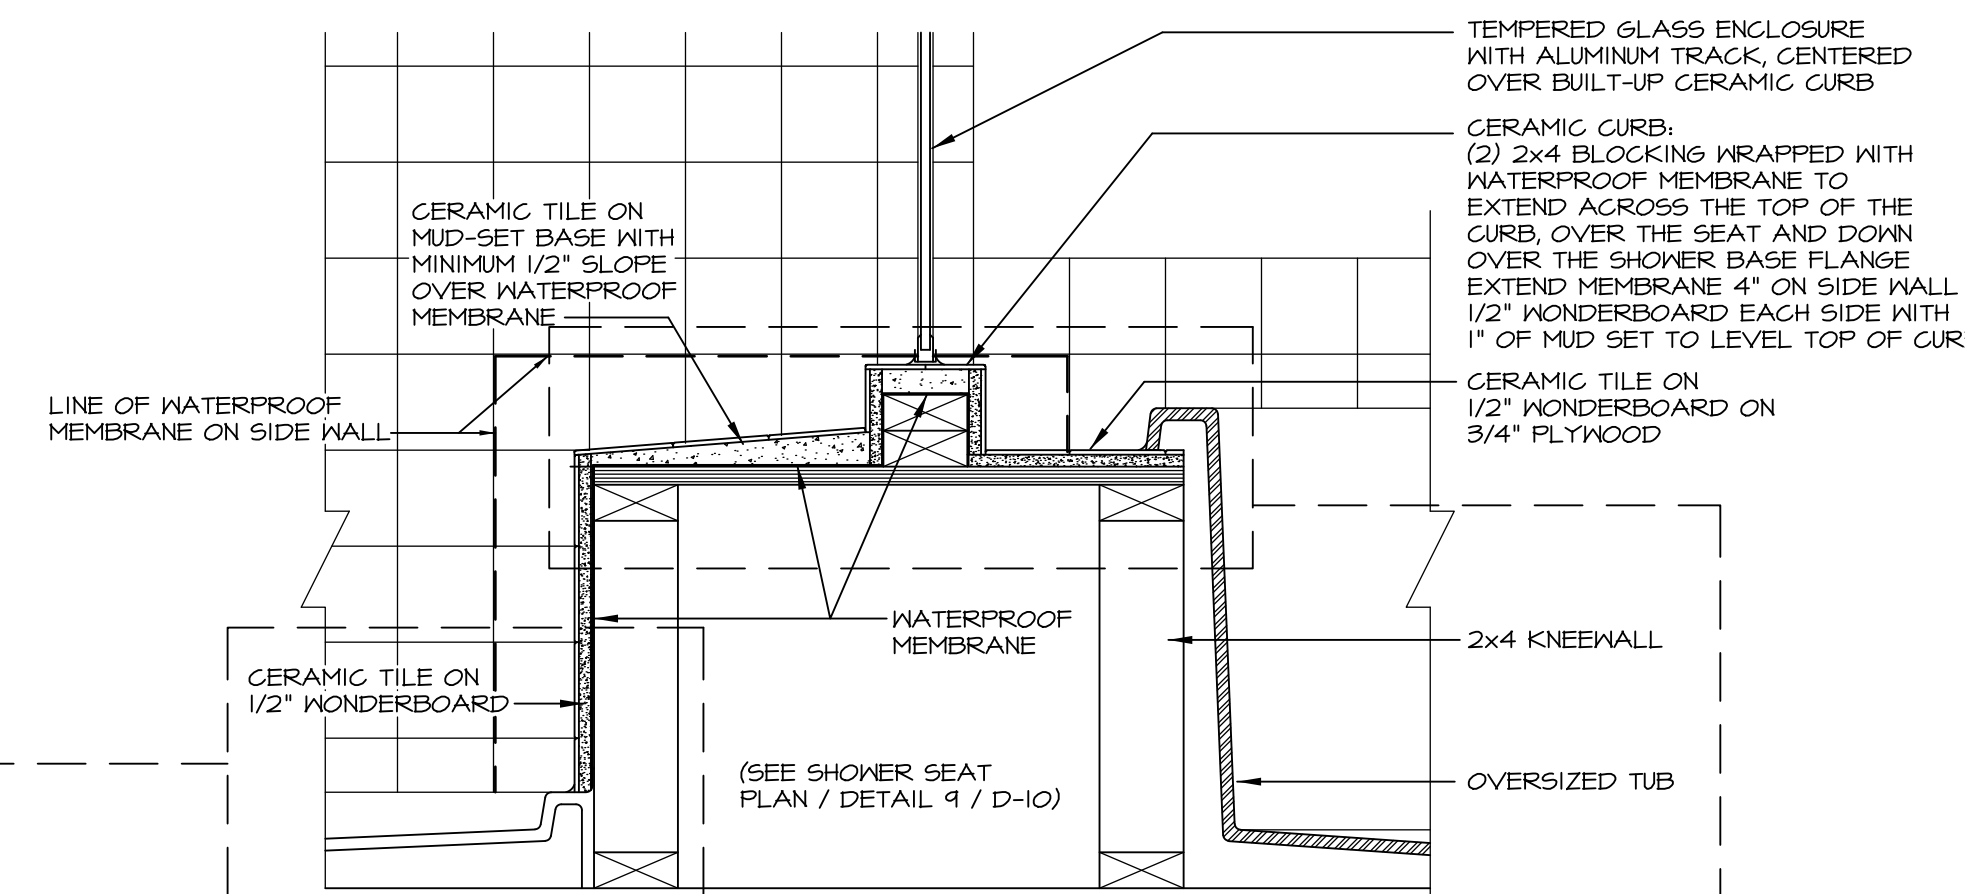 TEMPERED GLASS ENCLOSURE
WITH ALUMINUM TRACK, CENTERED
OVER BUILT-UP CERAMIC CURB
CERAMIC CURB:
(2) 2x4 BLOCKING WRAPPED WITH
WATERPROOF MEMBRANE TO
EXTEND ACROSS THE TOP OF THE
CURB, OVER THE SEAT AND DOWN
OVER THE SHOWER BASE FLANGE
EXTEND MEMBRANE 4" ON SIDE WALL
1/2" WONDERBOARD EACH SIDE WITH
1" OF MUD SET TO LEVEL TOP OF
CERAMIC TILE ON
MUD-SET BASE WITH
MINIMUM 1/2" SLOPE
OVER WATERPROOF
MEMBRANE
LINE OF WATERPROOF
MEMBRANE ON SIDE WALL
CERAMIC TILE ON
1/2" WONDERBOARD ON
3/4" PLYWOOD
WATERPROOF
MEMBRANE
2x4 KNEEWALL
CERAMIC TILE ON
1/2" WONDERBOARD
(SEE SHOWER SEAT
PLAN / DETAIL 9 / D-10)
OVERSIZED TUB